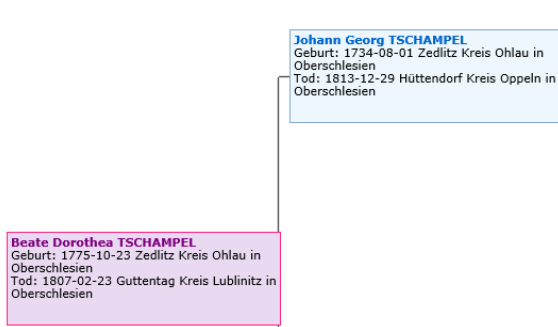 Johann Georg TSCHAMPEL
Geburt: 1734-08-01 Zedlitz Kreis Ohlau in
Oberschlesien
Tod: 1813-12-29 Hüttendorf Kreis Oppeln in
Oberschlesien
Beate Dorothea TSCHAMPEL
Geburt: 1775-10-23 Zedlitz Kreis Ohlau in
Oberschlesien
Tod: 1807-02-23 Guttentag Kreis Lublinitz in
Oberschlesien